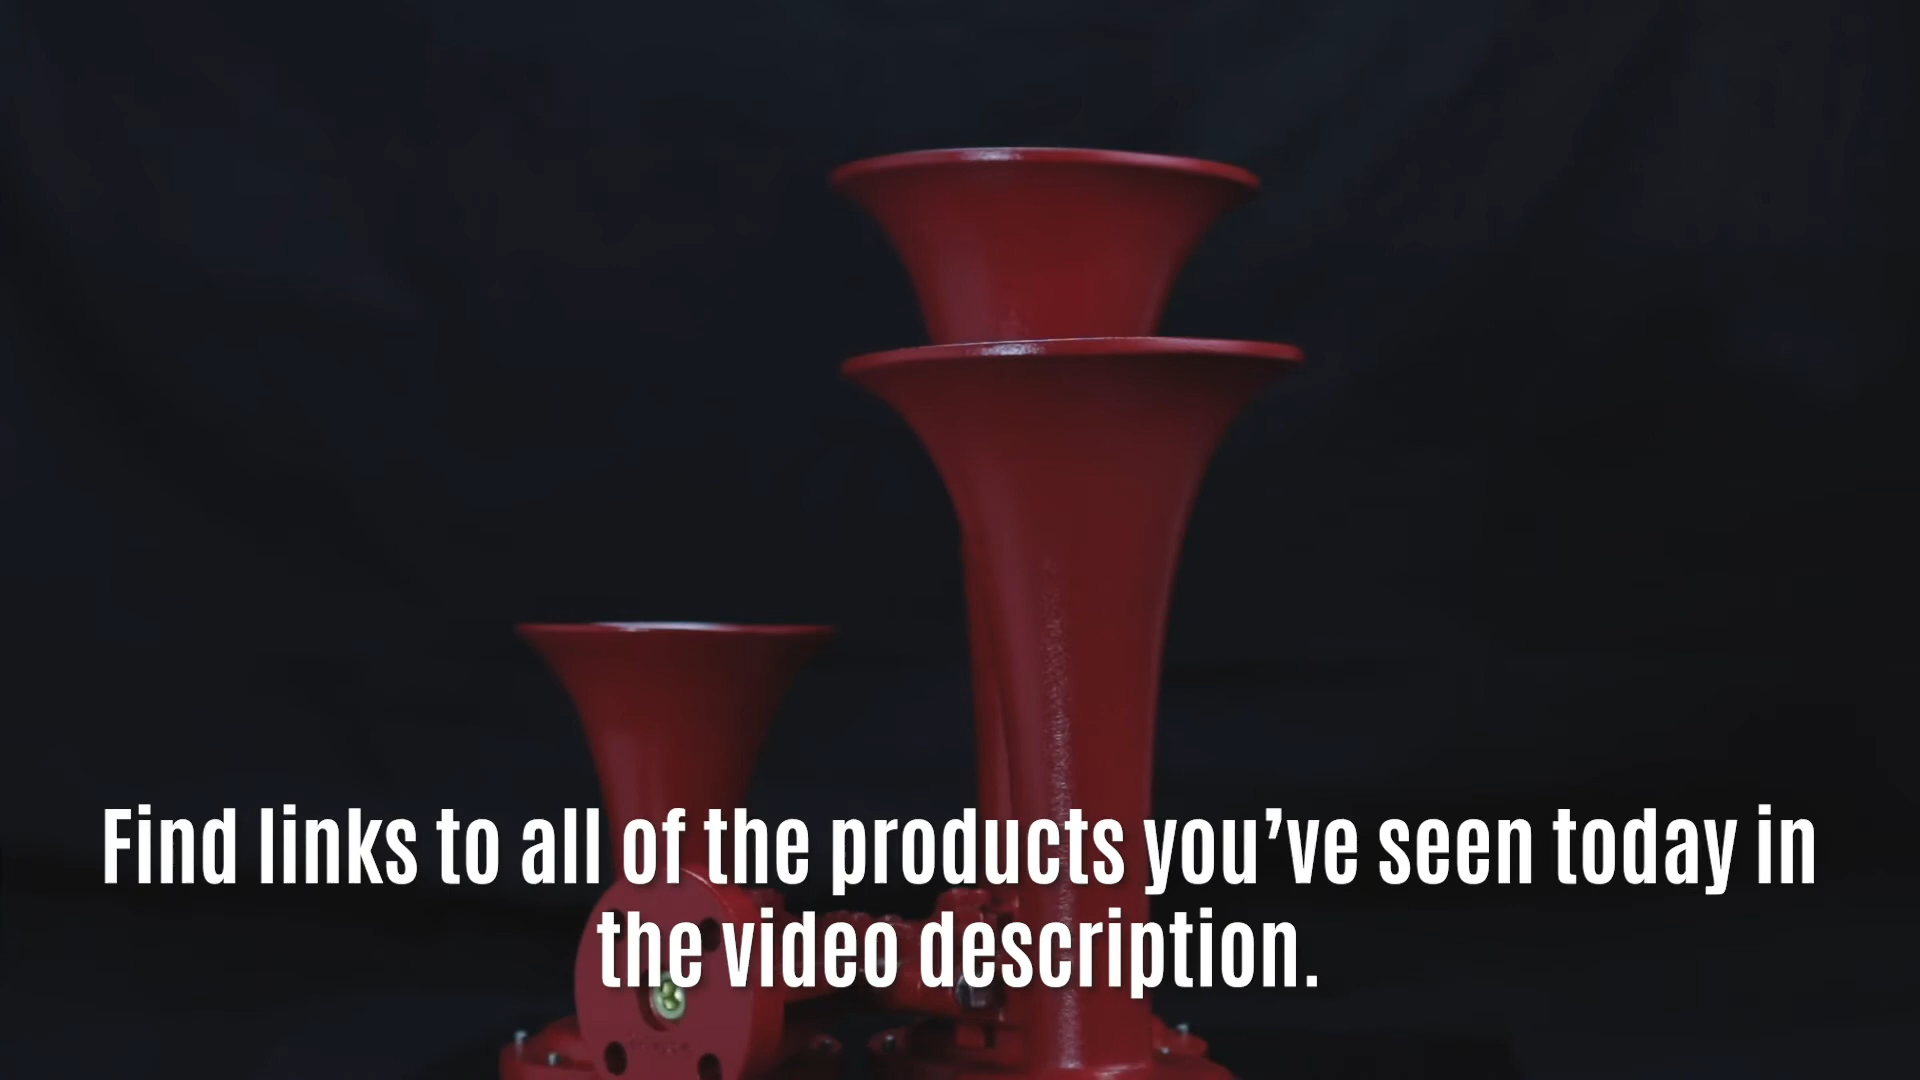 Find links to all of the products you’ve seen today in
the video description.